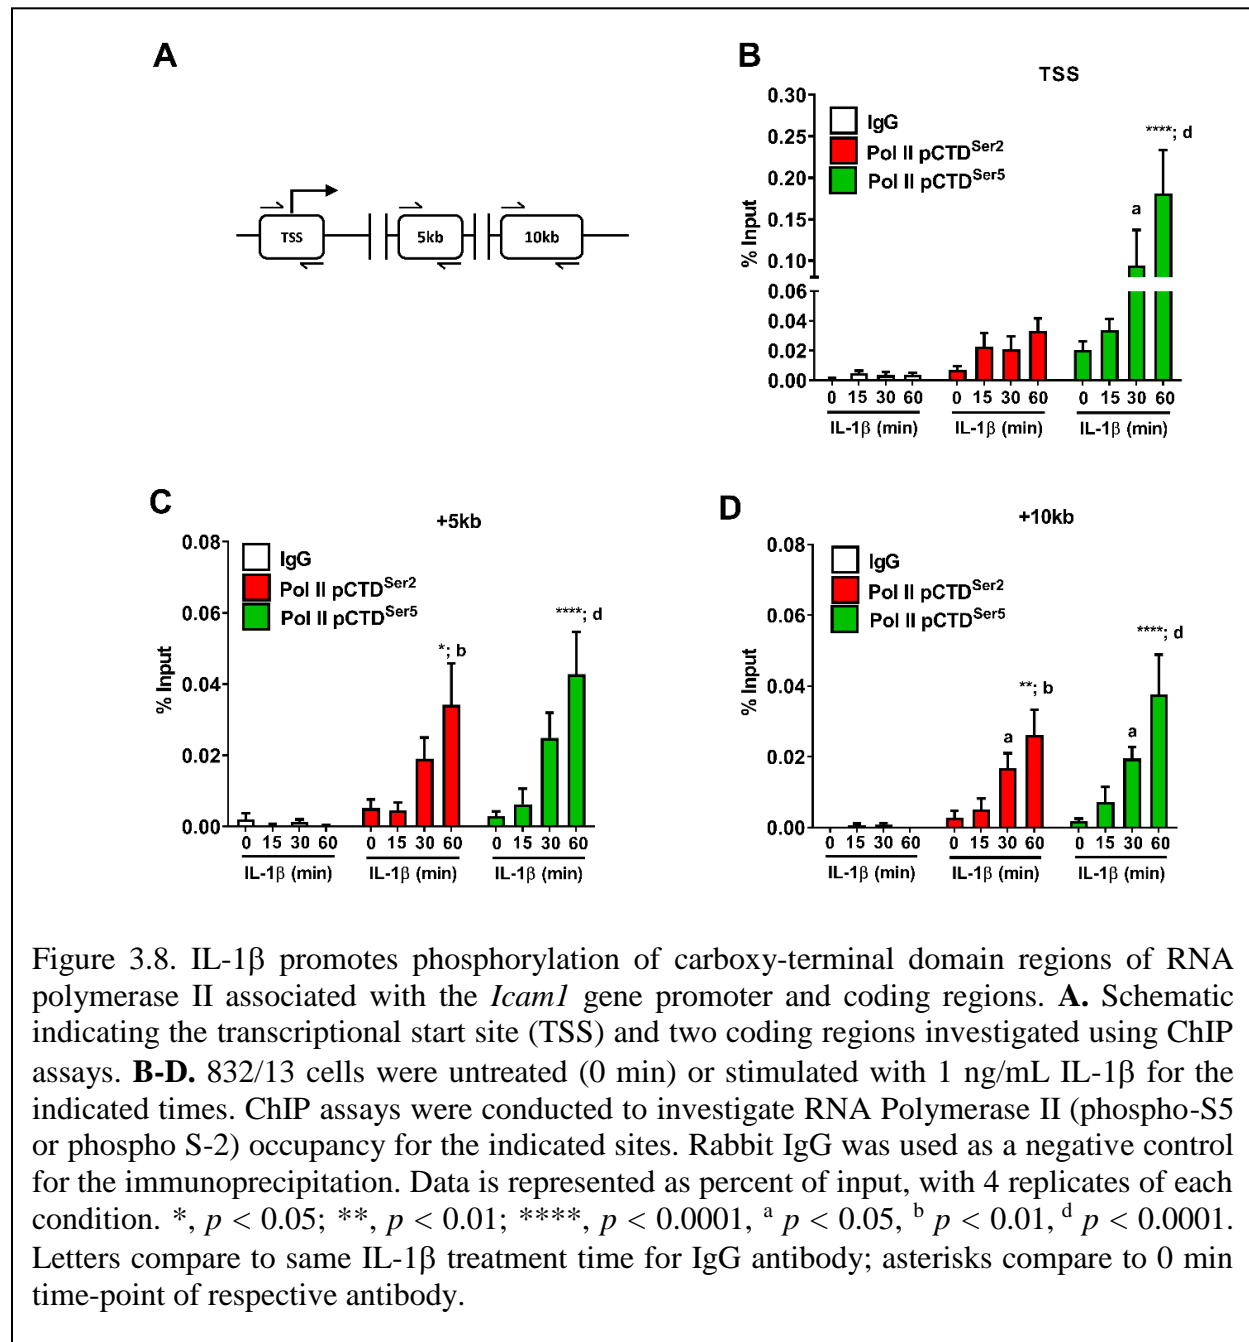 A
TSS
5kb
10kb
B
TSS
% Input
0.30
0.25
0.20
0.15
0.10
0.06
0.04
0.02
0.00
IgG
Pol II pCTD^Ser2
Pol II pCTD^Ser5
a
****; d
0 15 30 60 0 15 30 60 0 15 30 60
IL-1β (min) IL-1β (min) IL-1β (min)
C
+5kb
% Input
0.08
0.06
0.04
0.02
0.00
IgG
Pol II pCTD^Ser2
Pol II pCTD^Ser5
*; b
****; d
0 15 30 60 0 15 30 60 0 15 30 60
IL-1β (min) IL-1β (min) IL-1β (min)
D
+10kb
% Input
0.08
0.06
0.04
0.02
0.00
IgG
Pol II pCTD^Ser2
Pol II pCTD^Ser5
a
**; b
a
****; d
0 15 30 60 0 15 30 60 0 15 30 60
IL-1β (min) IL-1β (min) IL-1β (min)
Figure 3.8. IL-1β promotes phosphorylation of carboxy-terminal domain regions of RNA
polymerase II associated with the Icam1 gene promoter and coding regions. A. Schematic
indicating the transcriptional start site (TSS) and two coding regions investigated using ChIP
assays. B-D. 832/13 cells were untreated (0 min) or stimulated with 1 ng/mL IL-1β for the
indicated times. ChIP assays were conducted to investigate RNA Polymerase II (phospho-S5
or phospho S-2) occupancy for the indicated sites. Rabbit IgG was used as a negative control
for the immunoprecipitation. Data is represented as percent of input, with 4 replicates of each
condition. *, p < 0.05; **, p < 0.01; ****, p < 0.0001, ^a p < 0.05, ^b p < 0.01, ^d p < 0.0001.
Letters compare to same IL-1β treatment time for IgG antibody; asterisks compare to 0 min
time-point of respective antibody.